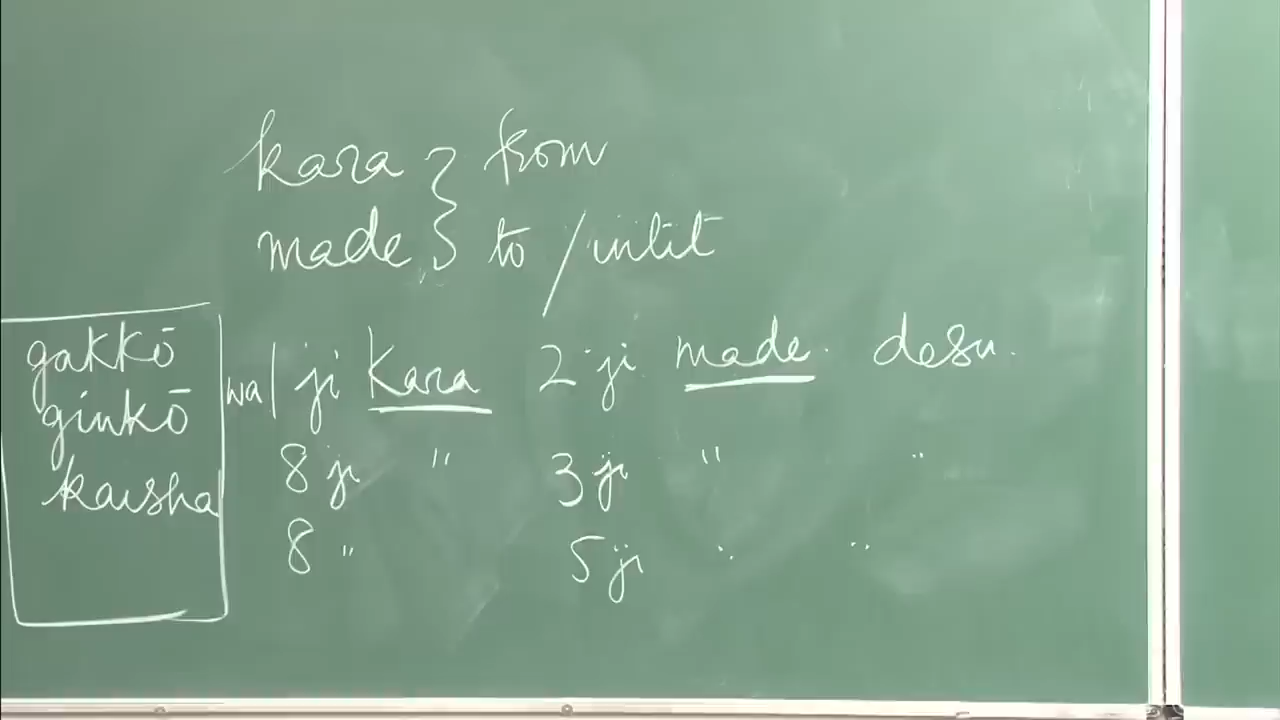 kara } from
made } to / until
gakkō wa 1 ji kara 2 ji made. desu.
ginkō 8 ji " 3 ji " "
kaisha 8 " 5 ji " "